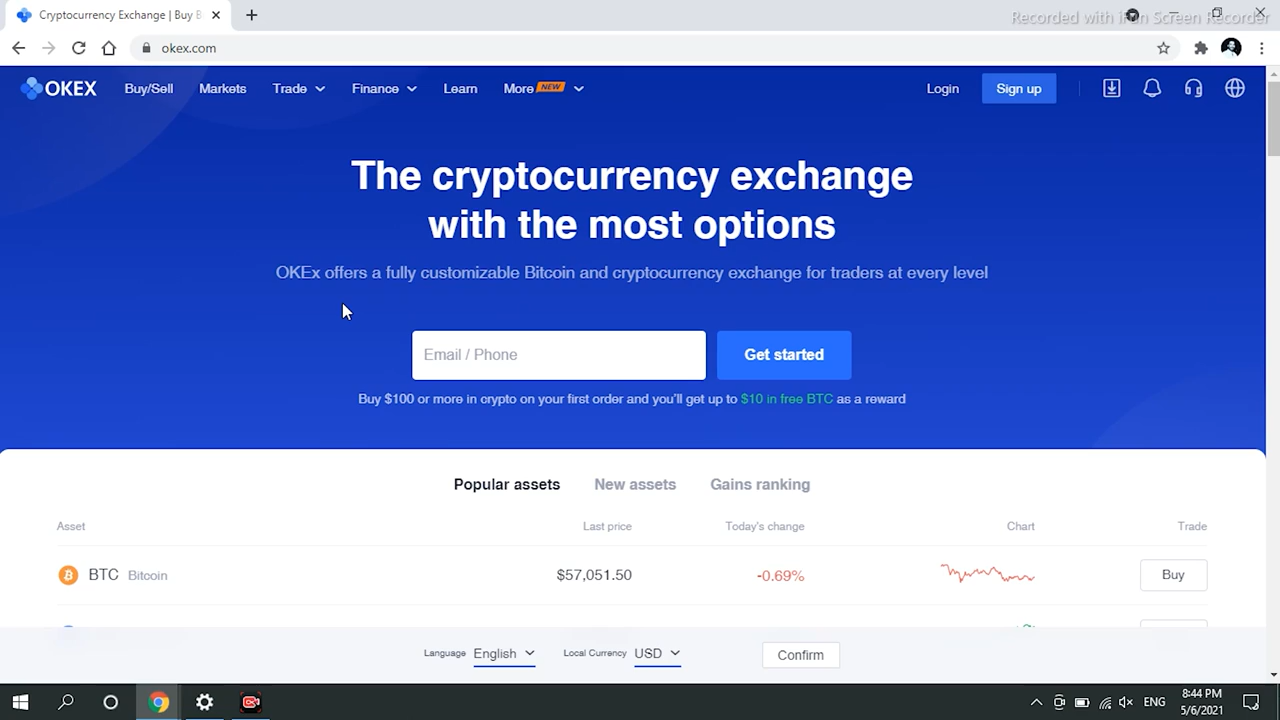 Cryptocurrency Exchange | Buy B
Recorded with iFun Screen Recorder
okex.com
OKEX Buy/Sell Markets Trade Finance Learn More NEW Login Sign up
The cryptocurrency exchange
with the most options
OKEx offers a fully customizable Bitcoin and cryptocurrency exchange for traders at every level
Email / Phone Get started
Buy $100 or more in crypto on your first order and you'll get up to $10 in free BTC as a reward
Popular assets New assets Gains ranking
Asset Last price Today's change Chart Trade
BTC Bitcoin $57,051.50 -0.69% Buy
Language English Local Currency USD Confirm
ENG 8:44 PM
5/6/2021